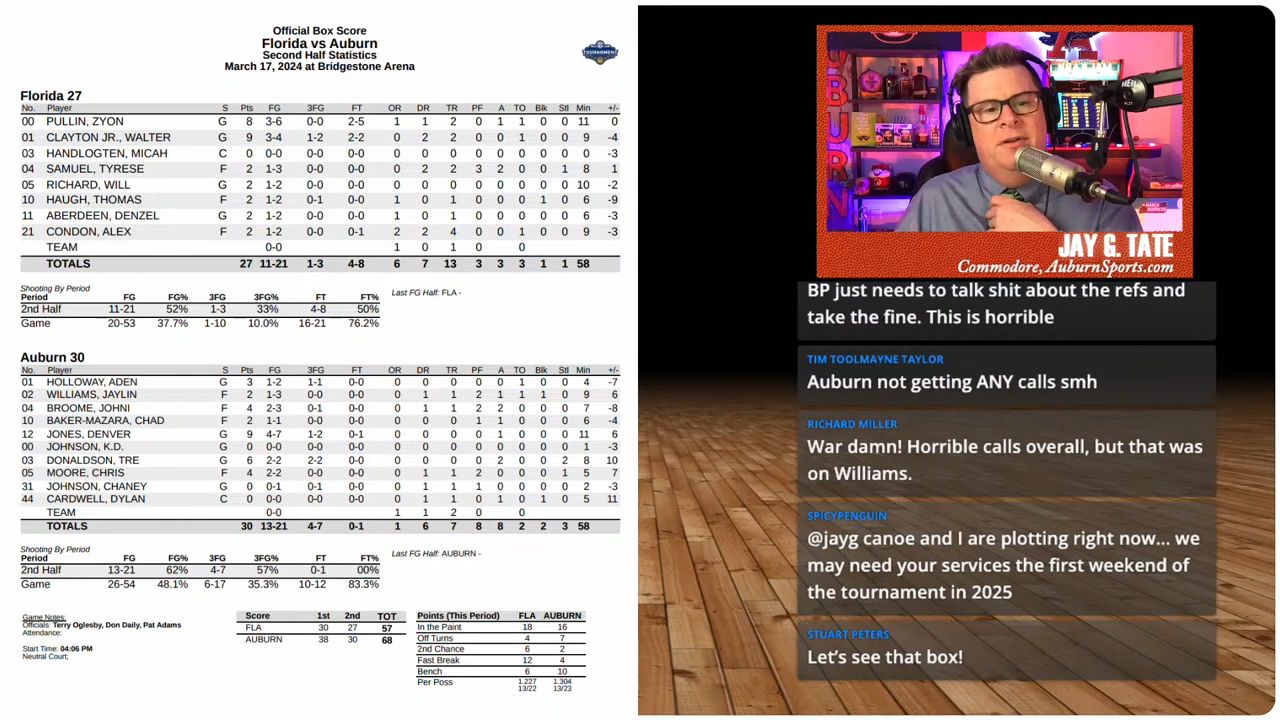 Official Box Score
Florida vs Auburn
Second Half Statistics
March 17, 2024 at Bridgestone Arena
TOURNAMENT
Florida 27
No. Player S Pts FG 3FG FT OR DR TR PF A TO Blk Stl Min +/-
00 PULLIN, ZYON G 8 3-6 0-0 2-5 0 2 2 0 1 1 0 0 11 0
01 CLAYTON JR., WALTER G 9 3-4 1-2 2-2 0 2 2 0 0 1 0 0 9 -4
03 HANDLOGTEN, MICAH C 0 0-0 0-0 0-0 0 0 0 0 0 0 0 0 0 -3
04 SAMUEL, TYRESE F 2 1-3 0-0 0-0 1 1 2 3 2 0 0 1 8 1
05 RICHARD, WILL G 2 1-2 0-0 0-0 0 0 0 0 0 0 0 0 10 -2
10 HAUGH, THOMAS F 2 1-2 0-1 0-0 1 0 1 0 0 0 1 0 6 -9
11 ABERDEEN, DENZEL G 2 1-2 0-0 0-0 1 0 1 0 0 0 0 0 6 -3
21 CONDON, ALEX F 2 1-2 0-0 0-1 2 2 4 0 0 1 0 0 9 -3
TEAM 0-0 1 0 1 0 0
TOTALS 27 11-21 1-3 4-8 6 7 13 3 3 3 1 1 58
Shooting By Period
Period FG FG% 3FG 3FG% FT FT%
2nd Half 11-21 52% 1-3 33% 4-8 50%
Game 20-53 37.7% 1-10 10.0% 16-21 76.2%
Last FG Half: FLA -
Auburn 30
No. Player S Pts FG 3FG FT OR DR TR PF A TO Blk Stl Min +/-
01 HOLLOWAY, ADEN G 3 1-2 1-1 0-0 0 0 0 0 0 1 0 0 4 -7
02 WILLIAMS, JAYLIN F 2 1-3 0-0 0-0 0 1 1 2 1 1 1 0 9 6
04 BROOME, JOHNI F 4 2-3 0-1 0-0 0 1 1 2 2 0 0 0 7 -8
10 BAKER-MAZARA, CHAD F 2 1-1 0-0 0-0 0 0 0 1 1 0 0 0 6 -4
12 JONES, DENVER G 9 4-7 1-2 0-1 0 0 0 0 1 0 0 0 11 6
00 JOHNSON, K.D. G 0 0-0 0-0 0-0 0 0 0 0 0 0 0 0 1 -3
03 DONALDSON, TRE G 6 2-2 2-2 0-0 0 0 0 0 2 0 0 2 8 10
05 MOORE, CHRIS F 4 2-2 0-0 0-0 0 1 1 2 0 0 0 1 5 7
31 JOHNSON, CHANEY G 0 0-1 0-1 0-0 0 1 1 1 0 0 0 0 2 -3
44 CARDWELL, DYLAN C 0 0-0 0-0 0-0 0 1 1 0 1 0 1 0 5 11
TEAM 0-0 1 1 2 0 0
TOTALS 30 13-21 4-7 0-1 1 6 7 8 8 2 2 3 58
Shooting By Period
Period FG FG% 3FG 3FG% FT FT%
2nd Half 13-21 62% 4-7 57% 0-1 00%
Game 26-54 48.1% 6-17 35.3% 10-12 83.3%
Last FG Half: AUBURN -
Game Notes:
Officials: Terry Oglesby, Don Daily, Pat Adams
Attendance:
Start Time: 04:06 PM
Neutral Court;
Score 1st 2nd TOT
FLA 30 27 57
AUBURN 38 30 68
Points (This Period) FLA AUBURN
In the Paint 18 16
Off Turns 4 7
2nd Chance 6 2
Fast Break 12 4
Bench 6 10
Per Poss 1.227 1.304
13/22 13/23
JAY G. TATE
Commodore, AuburnSports.com
BP just needs to talk shit about the refs and
take the fine. This is horrible
TIM TOOLMAYNE TAYLOR
Auburn not getting ANY calls smh
RICHARD MILLER
War damn! Horrible calls overall, but that was
on Williams.
SPICYPENGUIN
@jayg canoe and I are plotting right now... we
may need your services the first weekend of
the tournament in 2025
STUART PETERS
Let's see that box!